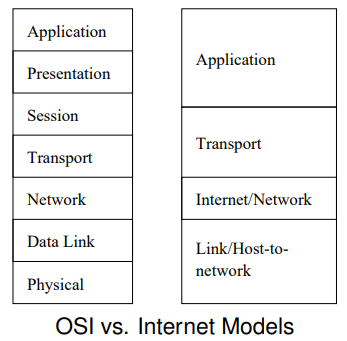 Application
Presentation
Session
Transport
Network
Data Link
Physical
Application
Transport
Internet/Network
Link/Host-to-
network
OSI vs. Internet Models